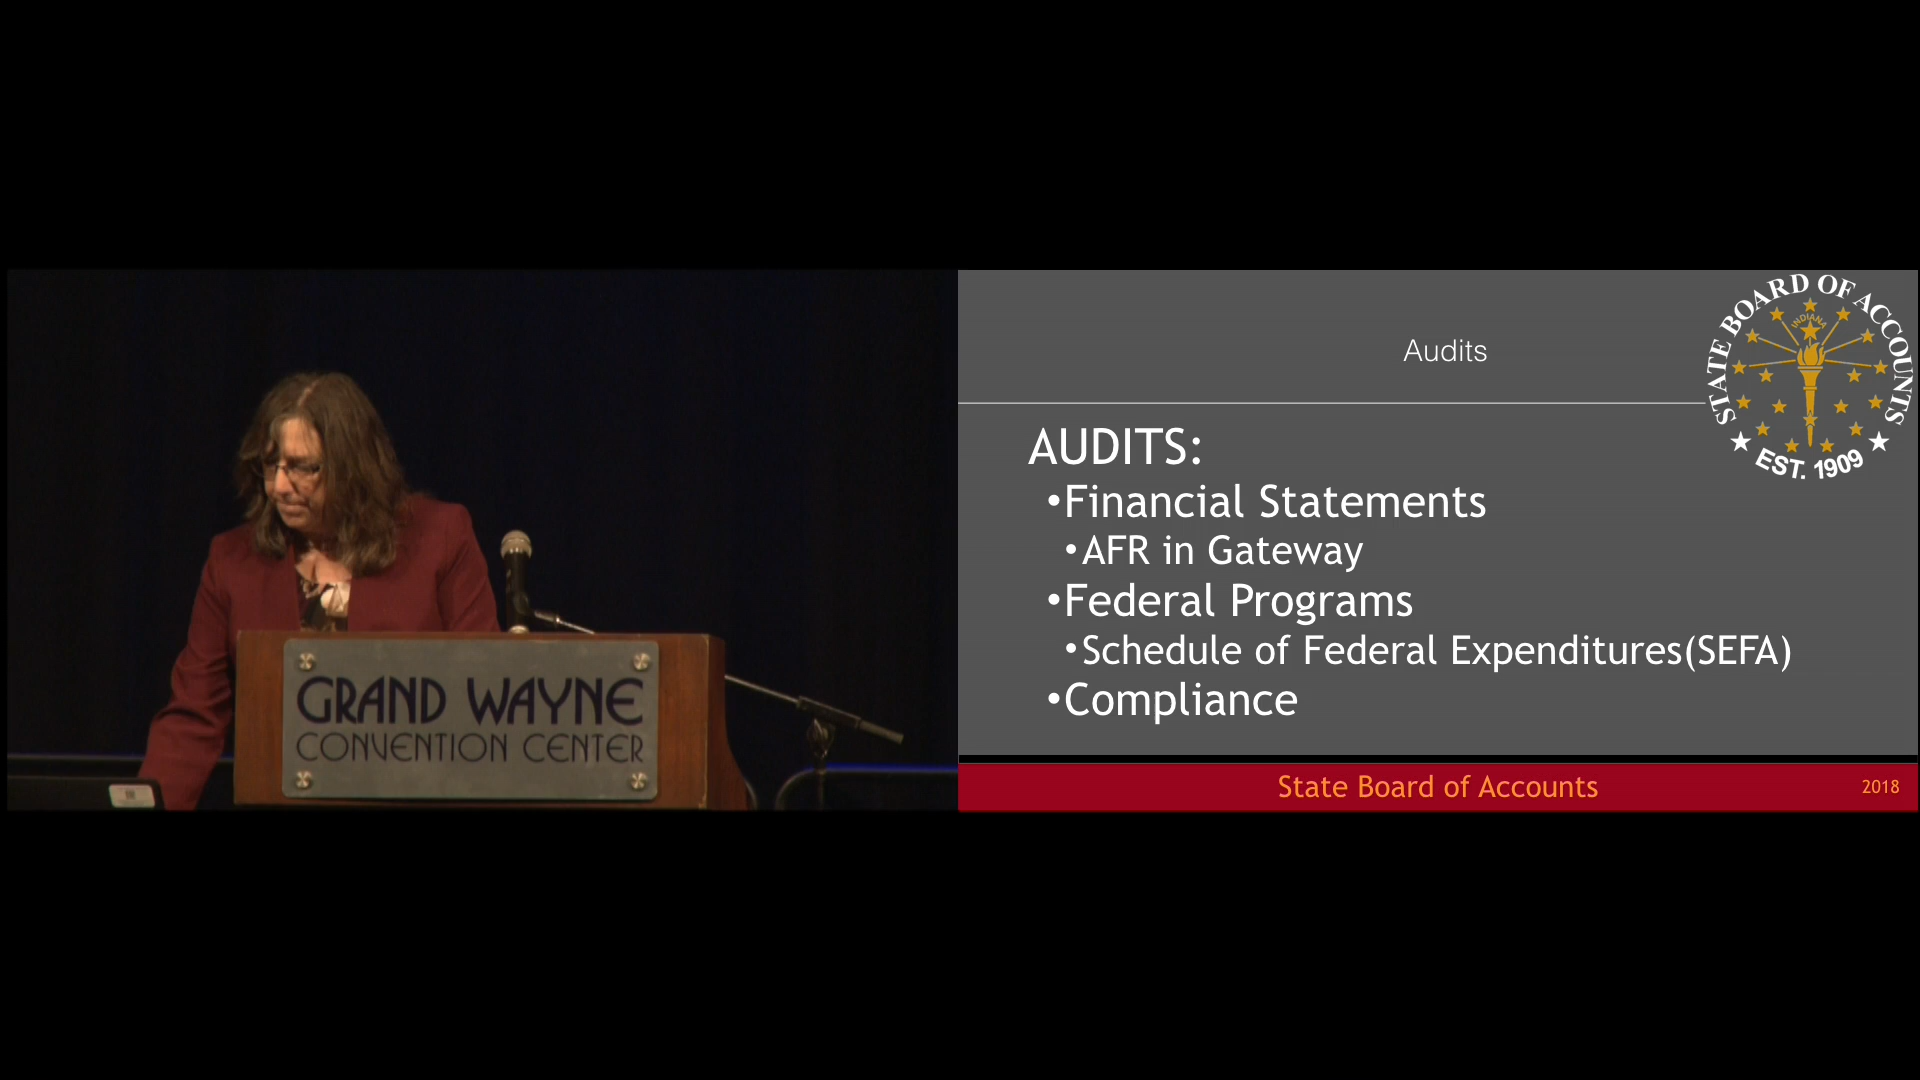 GRAND WAYNE
CONVENTION CENTER
Audits
STATE BOARD OF ACCOUNTS
INDIANA
EST. 1909
AUDITS:
•Financial Statements
•AFR in Gateway
•Federal Programs
•Schedule of Federal Expenditures(SEFA)
•Compliance
State Board of Accounts
2018